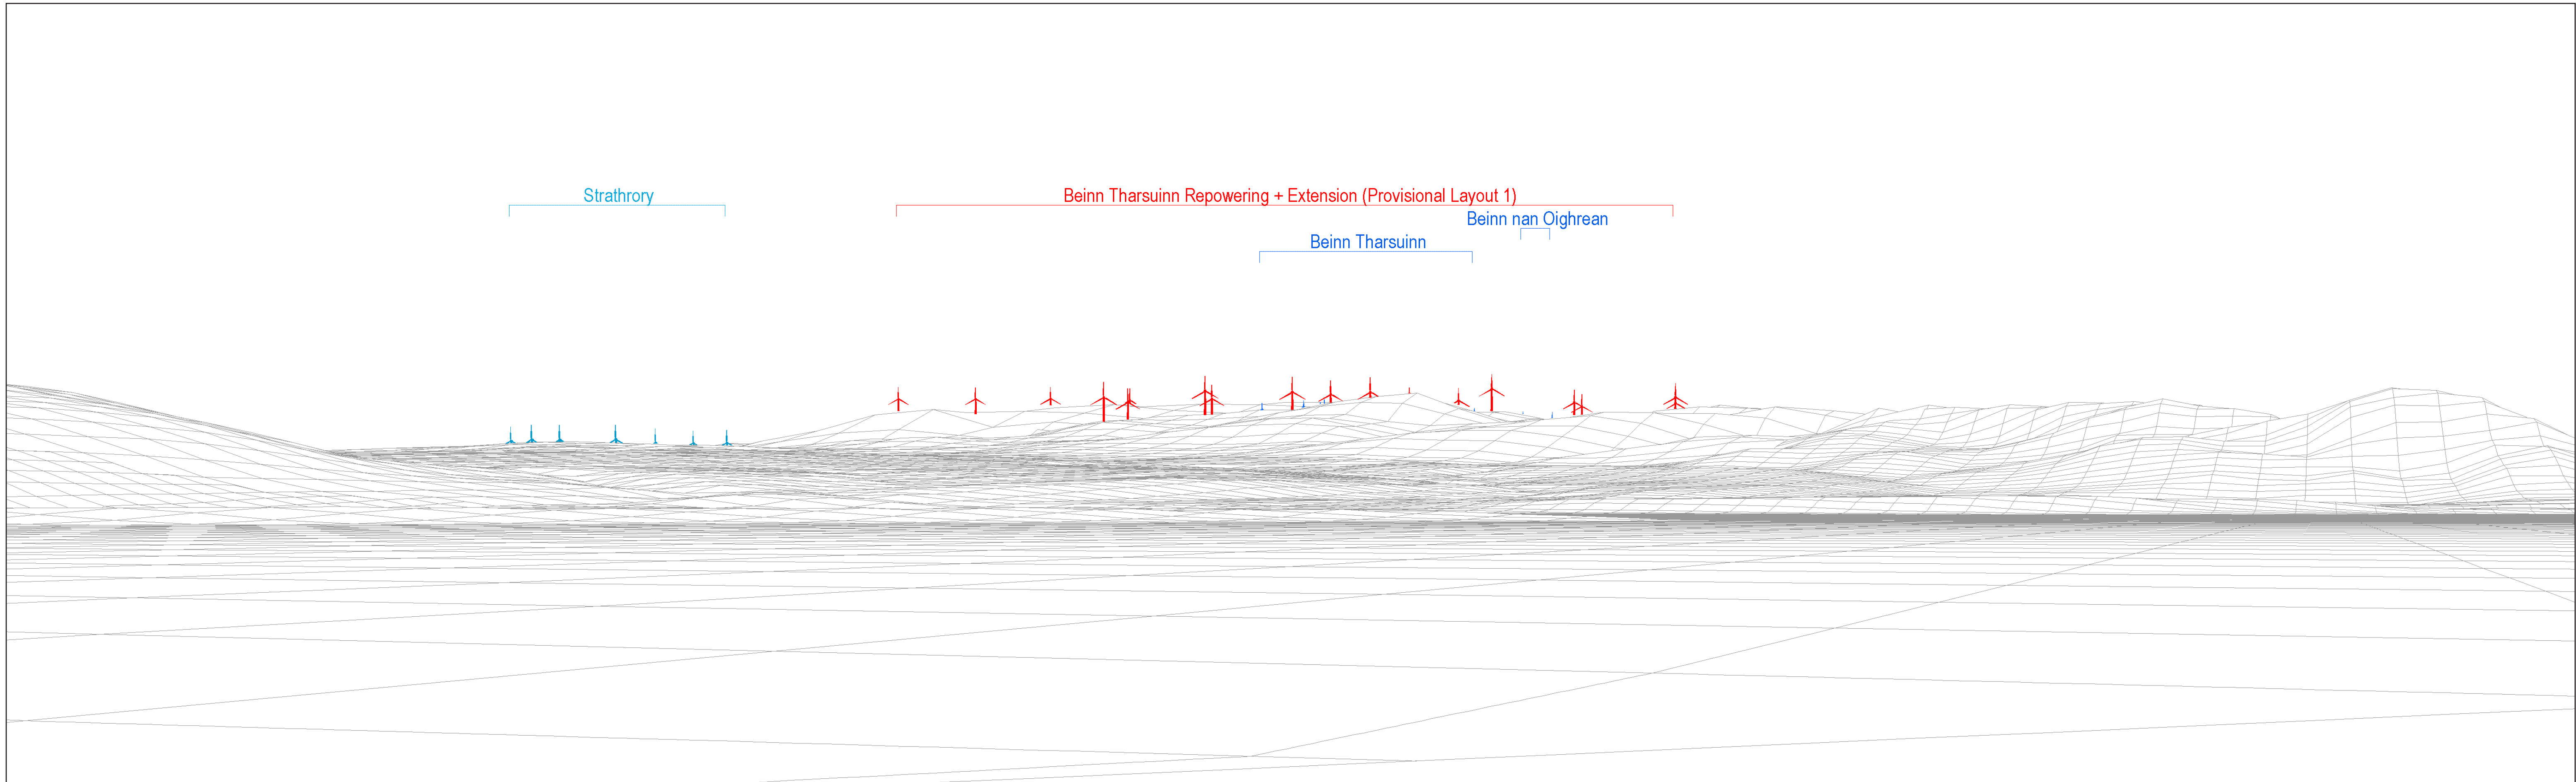 Strathrory
Beinn Tharsuinn Repowering + Extension (Provisional Layout 1)
Beinn nan Oighrean
Beinn Tharsuinn